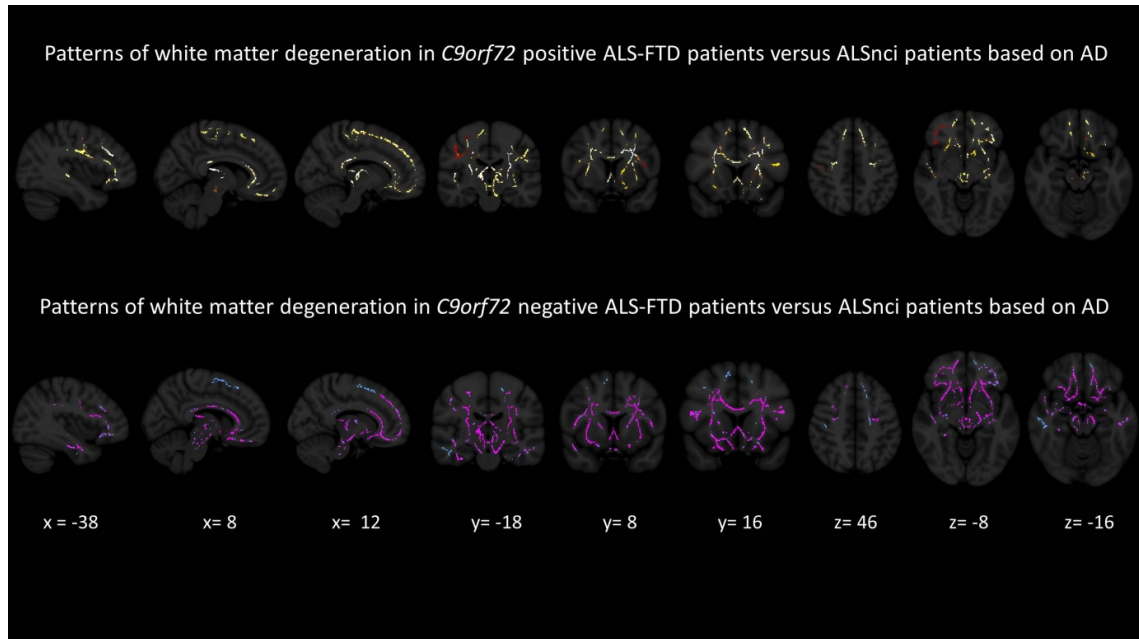 Patterns of white matter degeneration in C9orf72 positive ALS-FTD patients versus ALSnci patients based on AD
Patterns of white matter degeneration in C9orf72 negative ALS-FTD patients versus ALSnci patients based on AD
x = -38 x= 8 x= 12 y= -18 y= 8 y= 16 z= 46 z= -8 z= -16